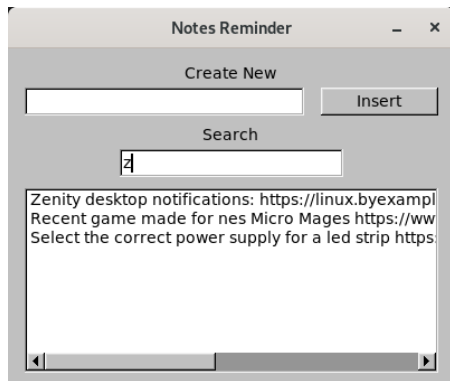 Notes Reminder
Create New
Insert
Search
z
Zenity desktop notifications: https://linux.byexampl
Recent game made for nes Micro Mages https://ww
Select the correct power supply for a led strip https: